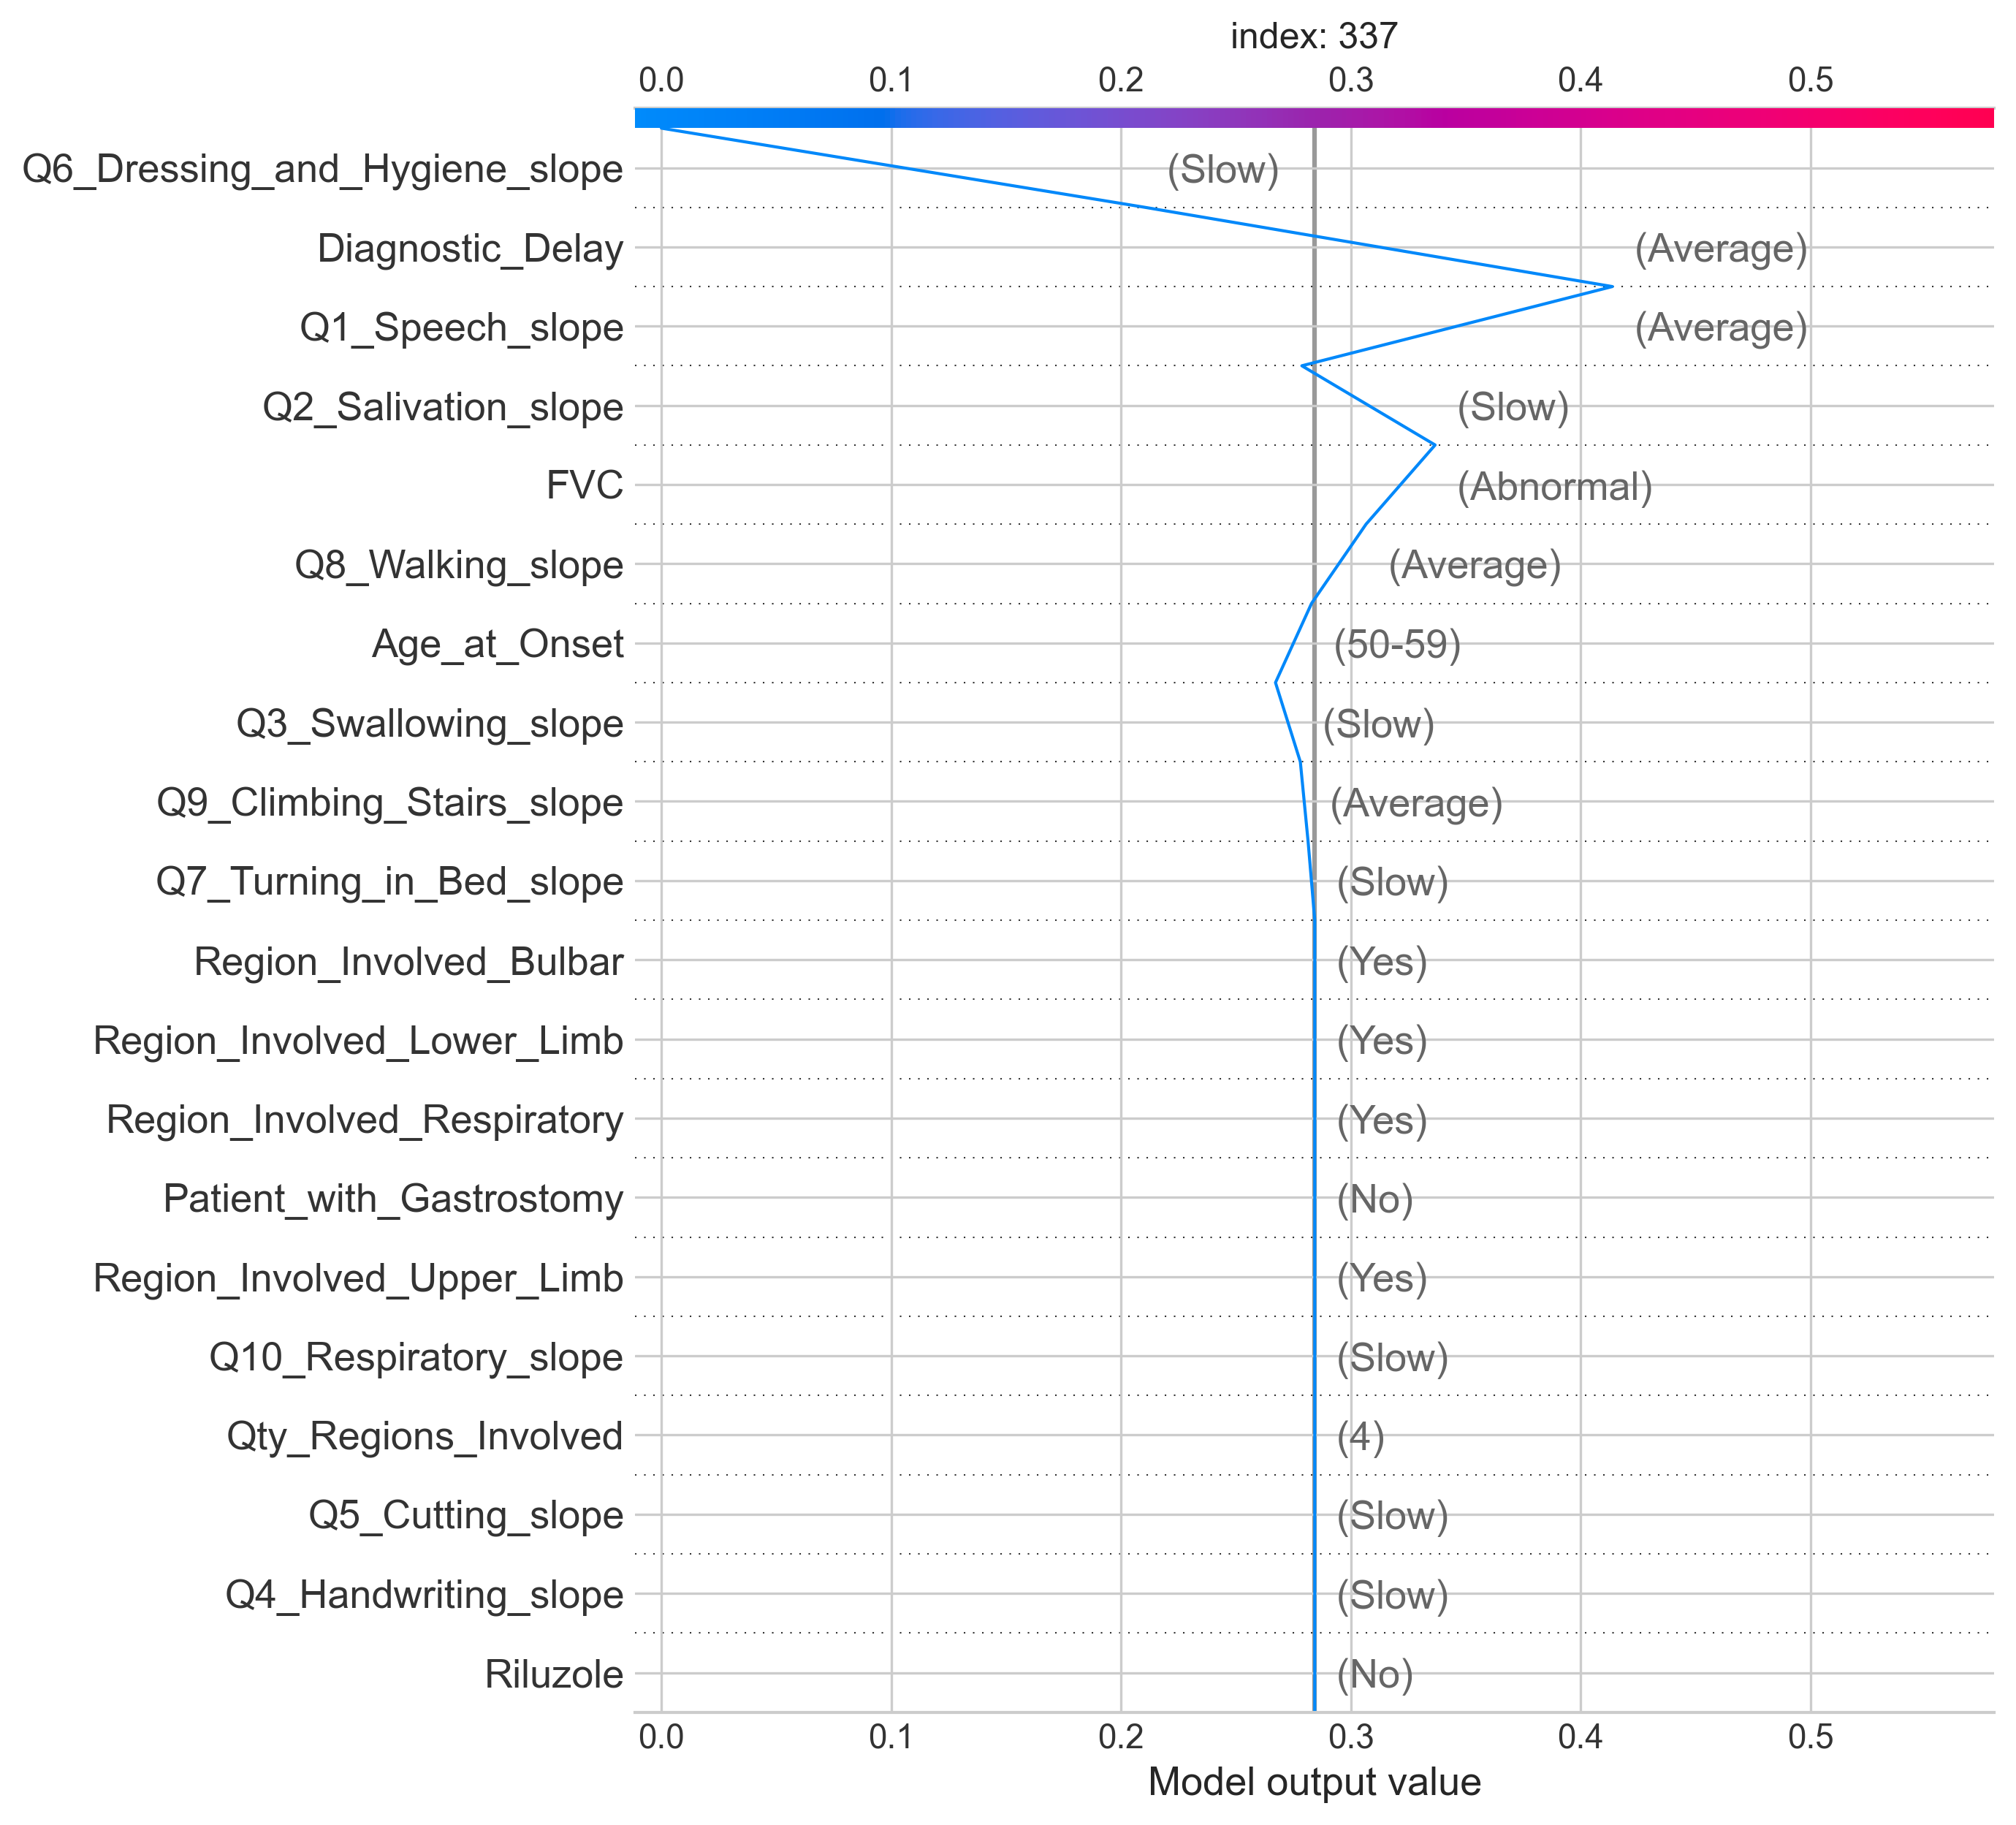 index: 337
0.0 0.1 0.2 0.3 0.4 0.5
Q6_Dressing_and_Hygiene_slope (Slow)
Diagnostic_Delay (Average)
Q1_Speech_slope (Average)
Q2_Salivation_slope (Slow)
FVC (Abnormal)
Q8_Walking_slope (Average)
Age_at_Onset (50-59)
Q3_Swallowing_slope (Slow)
Q9_Climbing_Stairs_slope (Average)
Q7_Turning_in_Bed_slope (Slow)
Region_Involved_Bulbar (Yes)
Region_Involved_Lower_Limb (Yes)
Region_Involved_Respiratory (Yes)
Patient_with_Gastrostomy (No)
Region_Involved_Upper_Limb (Yes)
Q10_Respiratory_slope (Slow)
Qty_Regions_Involved (4)
Q5_Cutting_slope (Slow)
Q4_Handwriting_slope (Slow)
Riluzole (No)
0.0 0.1 0.2 0.3 0.4 0.5
Model output value